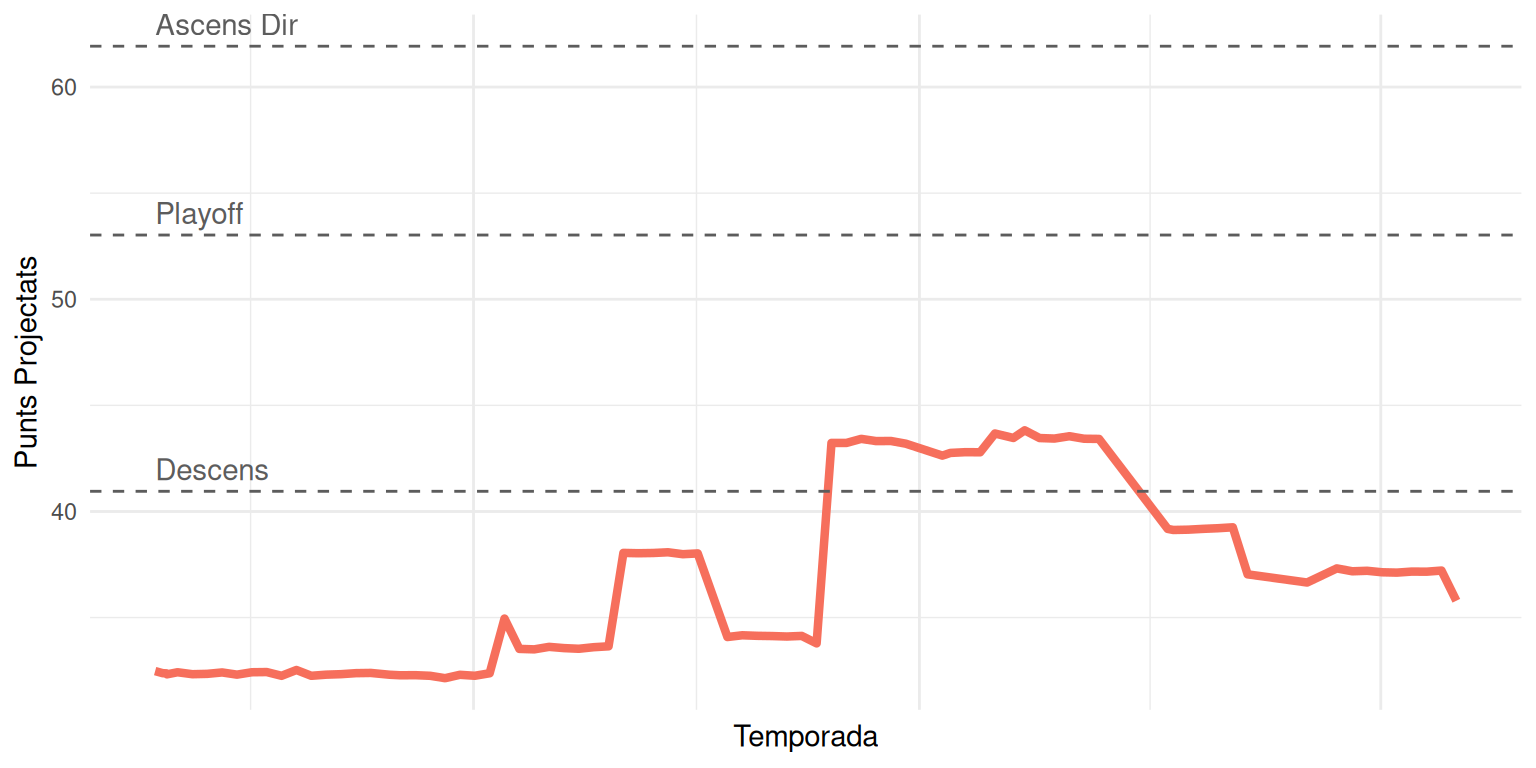 Ascens Dir
60
Playoff
50
Punts Projectats
Descens
40
Temporada